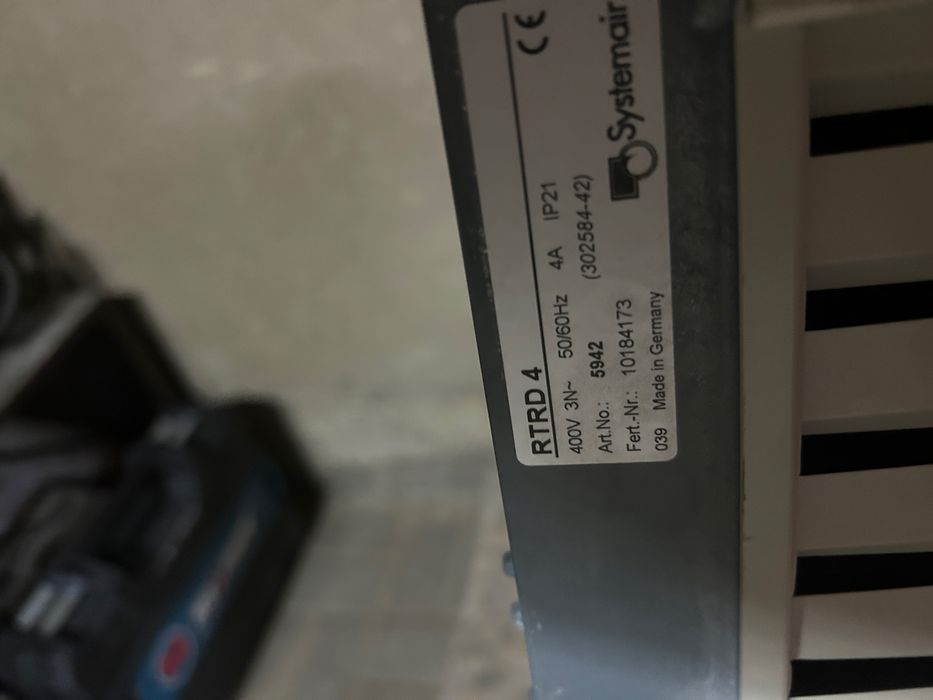 RTRD 4
CE
400V 3N~ 50/60Hz 4A IP21
Art.No.: 5942 (302584-42)
Fert.-Nr.: 10184173
039 Made in Germany
Systemair